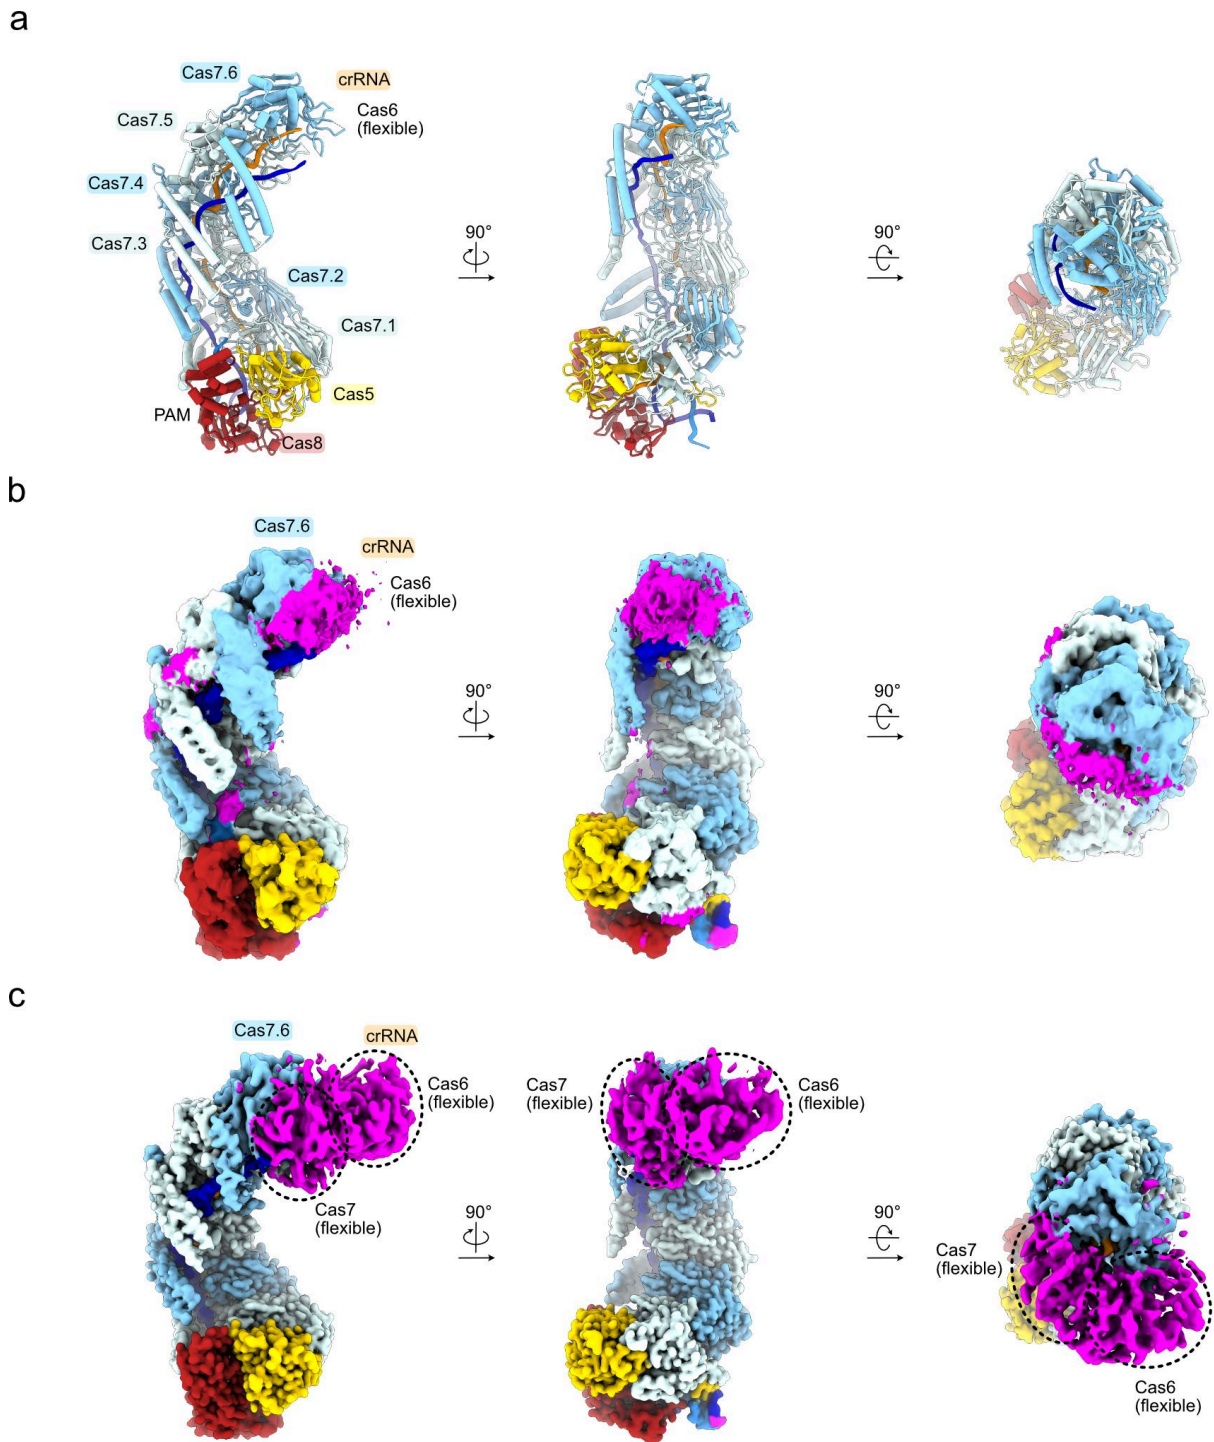 a
Cas7.6
crRNA
Cas7.5
Cas6
(flexible)
Cas7.4
Cas7.3
90°
90°
Cas7.2
Cas7.1
Cas5
PAM
Cas8
b
Cas7.6
crRNA
Cas6
(flexible)
90°
90°
c
Cas7.6
crRNA
Cas6
(flexible)
Cas7
(flexible)
Cas6
(flexible)
Cas7
(flexible)
90°
90°
Cas7
(flexible)
Cas6
(flexible)